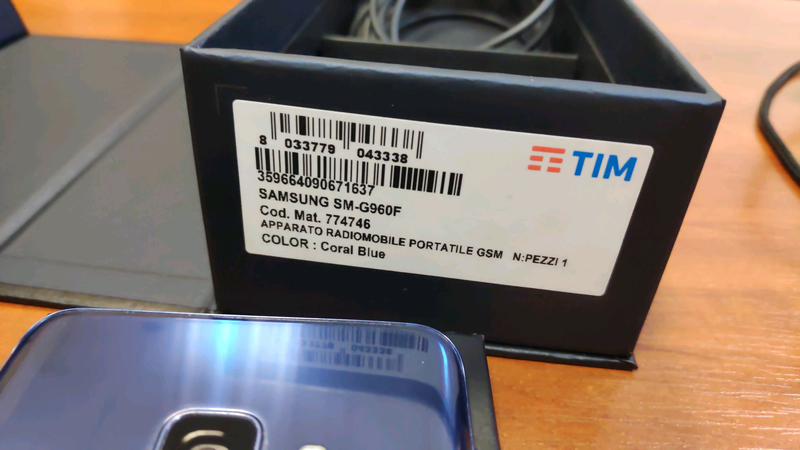 8 033779 043338
TIM
359664090671637
SAMSUNG SM-G960F
Cod. Mat. 774746
APPARATO RADIOMOBILE PORTATILE GSM N:PEZZI 1
COLOR : Coral Blue